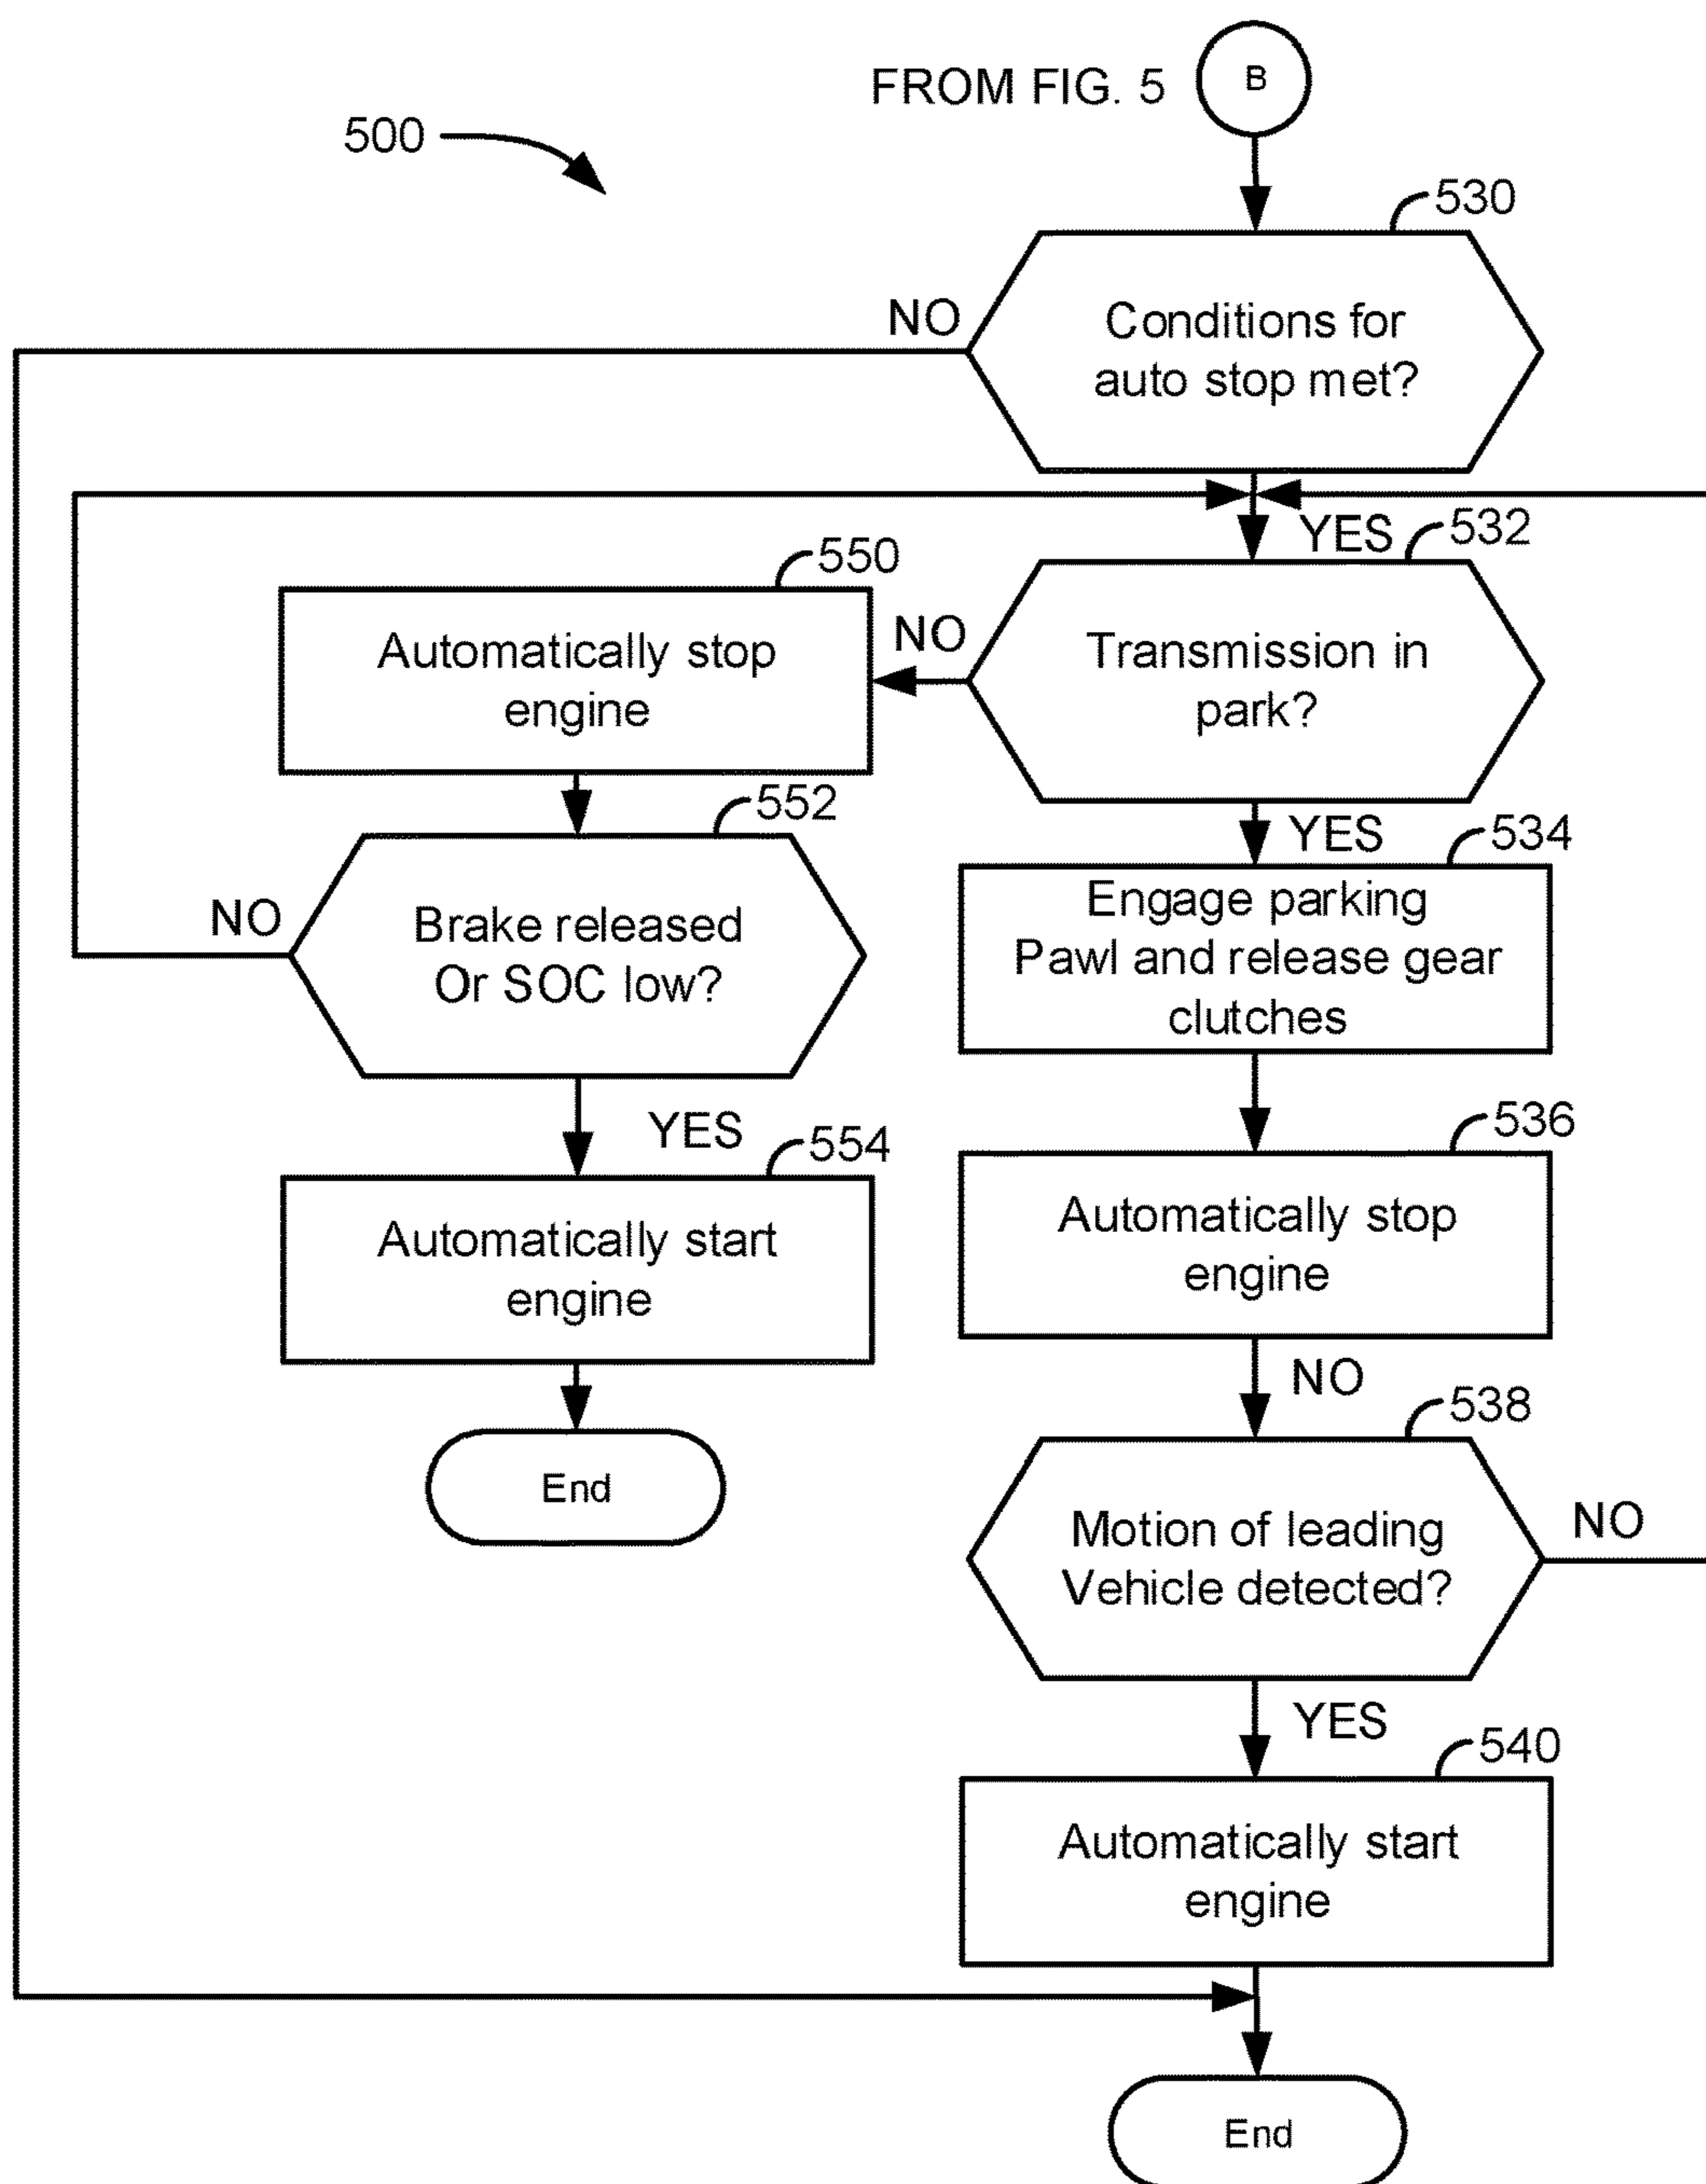 FROM FIG. 5
B
500
530
NO
Conditions for
auto stop met?
YES
532
550
NO
Automatically stop
engine
Transmission in
park?
552
YES
534
NO
Brake released
Or SOC low?
Engage parking
Pawl and release gear
clutches
YES
554
536
Automatically start
engine
Automatically stop
engine
NO
538
End
Motion of leading
Vehicle detected?
NO
YES
540
Automatically start
engine
End